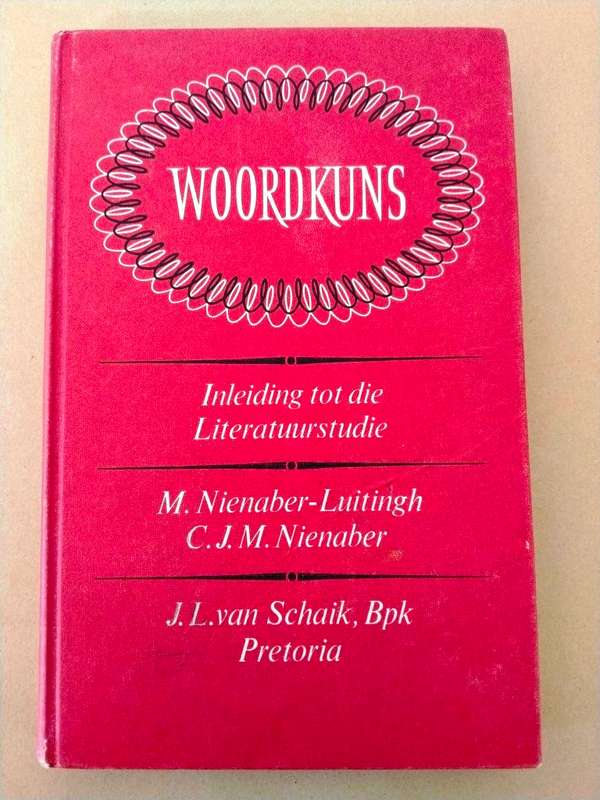 WOORDKUNS
Inleiding tot die
Literatuurstudie
M. Nienaber-Luitingh
C. J. M. Nienaber
J. L. van Schaik, Bpk
Pretoria